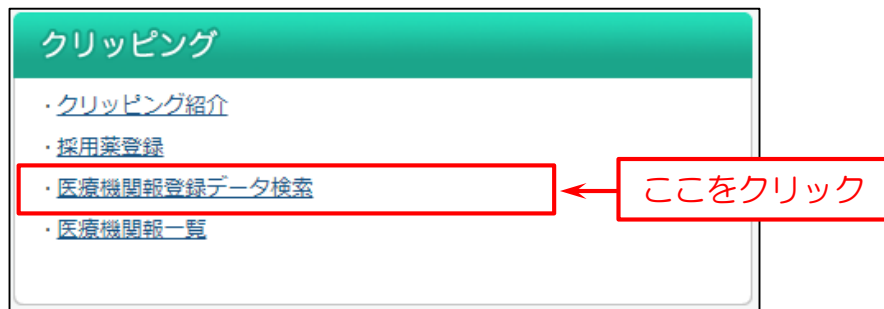 クリッピング
・クリッピング紹介
・採用薬登録
・医療機関報登録データ検索
ここをクリック
・医療機関報一覧